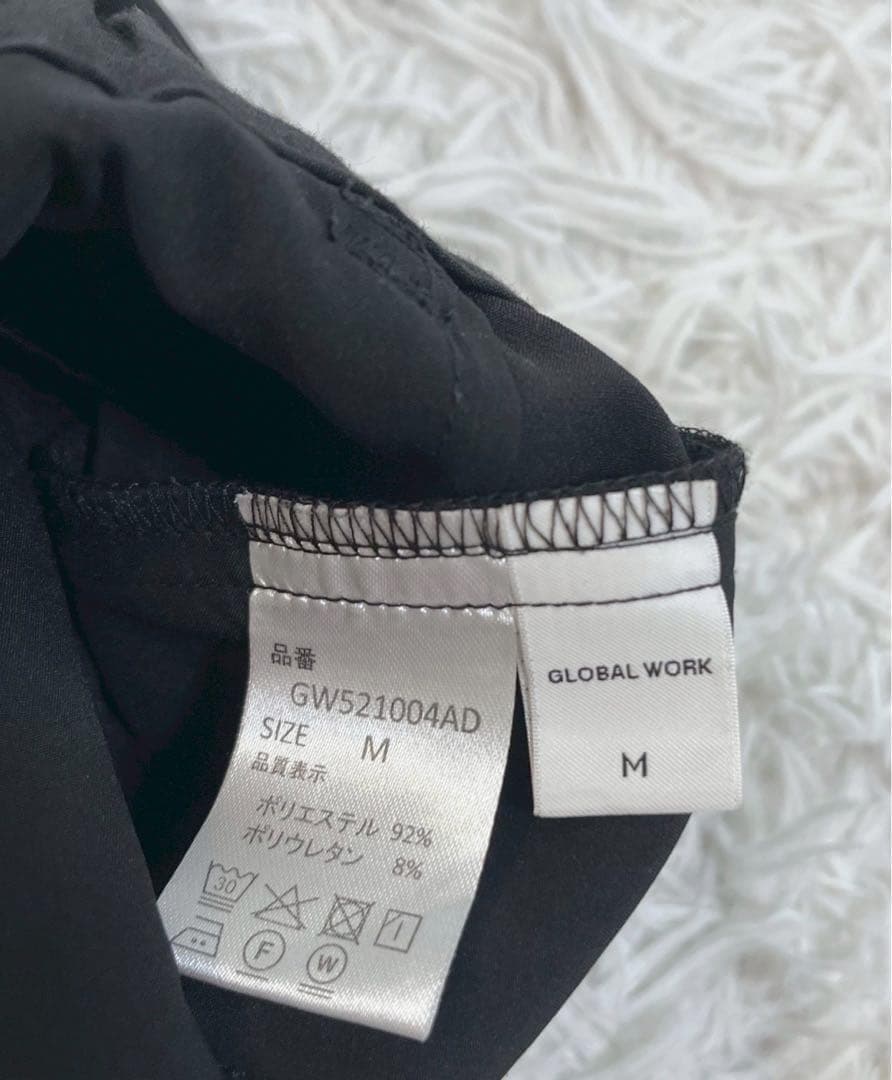 品番
GW521004AD
SIZE M
品質表示
ポリエステル 92%
ポリウレタン 8%
30
F
W
GLOBAL WORK
M